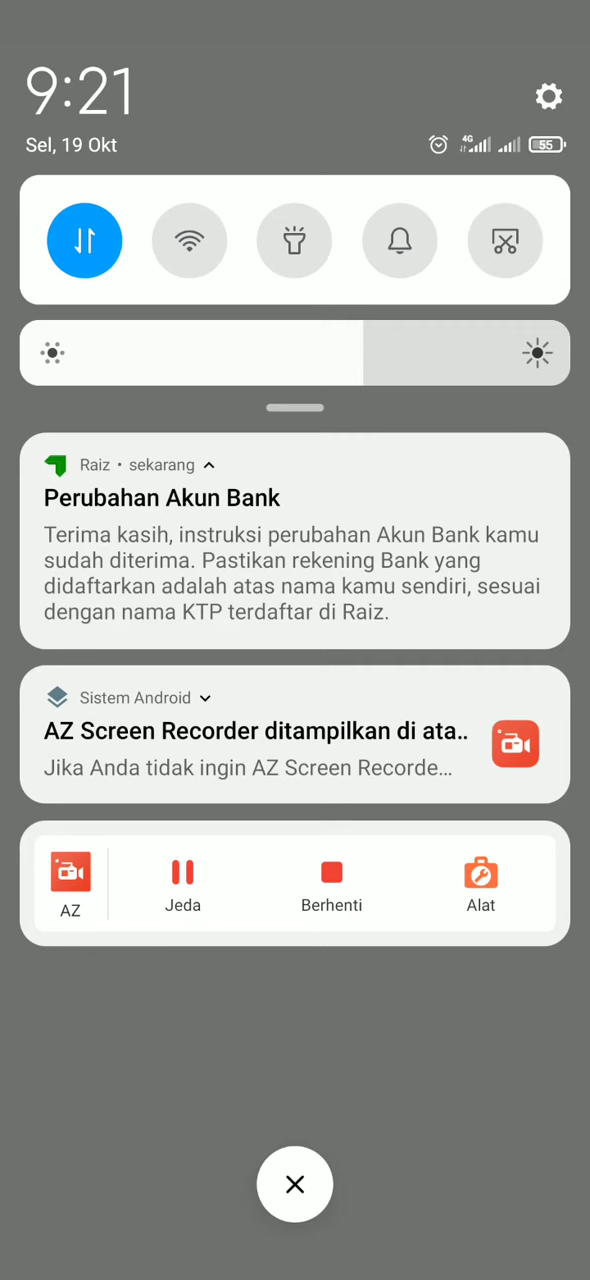 9:21
Sel, 19 Okt
4G
55
Raiz • sekarang
Perubahan Akun Bank
Terima kasih, instruksi perubahan Akun Bank kamu
sudah diterima. Pastikan rekening Bank yang
didaftarkan adalah atas nama kamu sendiri, sesuai
dengan nama KTP terdaftar di Raiz.
Sistem Android
AZ Screen Recorder ditampilkan di ata..
Jika Anda tidak ingin AZ Screen Recorde...
AZ
Jeda
Berhenti
Alat